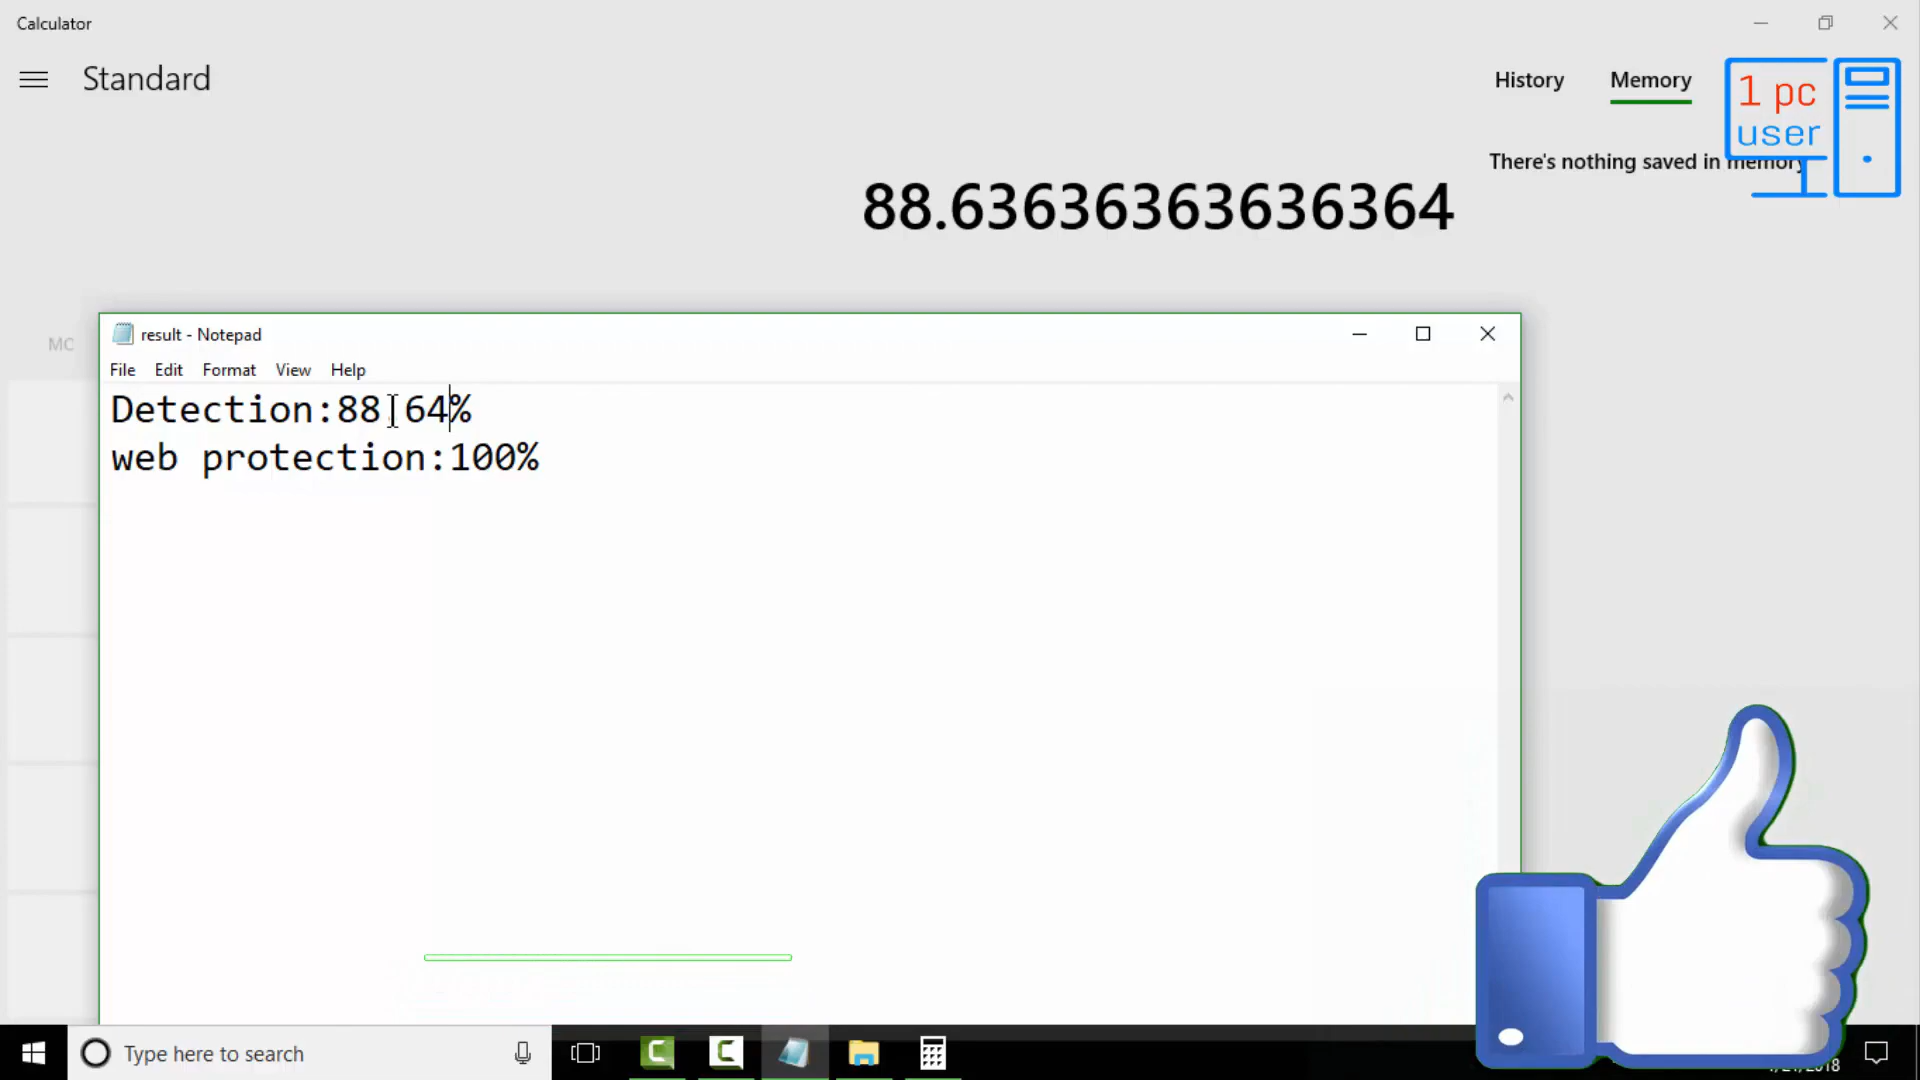 Calculator
Standard
History
Memory
1 pc
user
There's nothing saved in memory
88.63636363636364
MC
result - Notepad
File Edit Format View Help
Detection:88.64%
web protection:100%
Type here to search